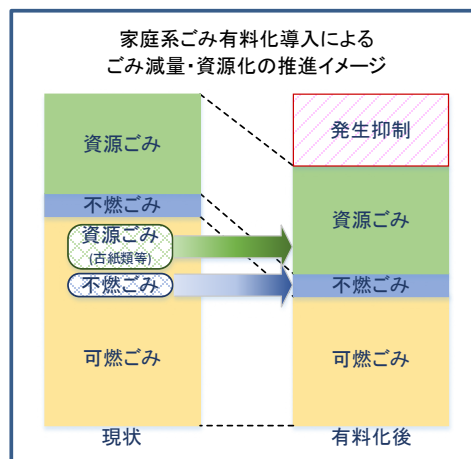 家庭系ごみ有料化導入による
ごみ減量・資源化の推進イメージ
発生抑制
資源ごみ
不燃ごみ
資源ごみ
(古紙類等)
不燃ごみ
可燃ごみ
資源ごみ
不燃ごみ
可燃ごみ
現状
有料化後